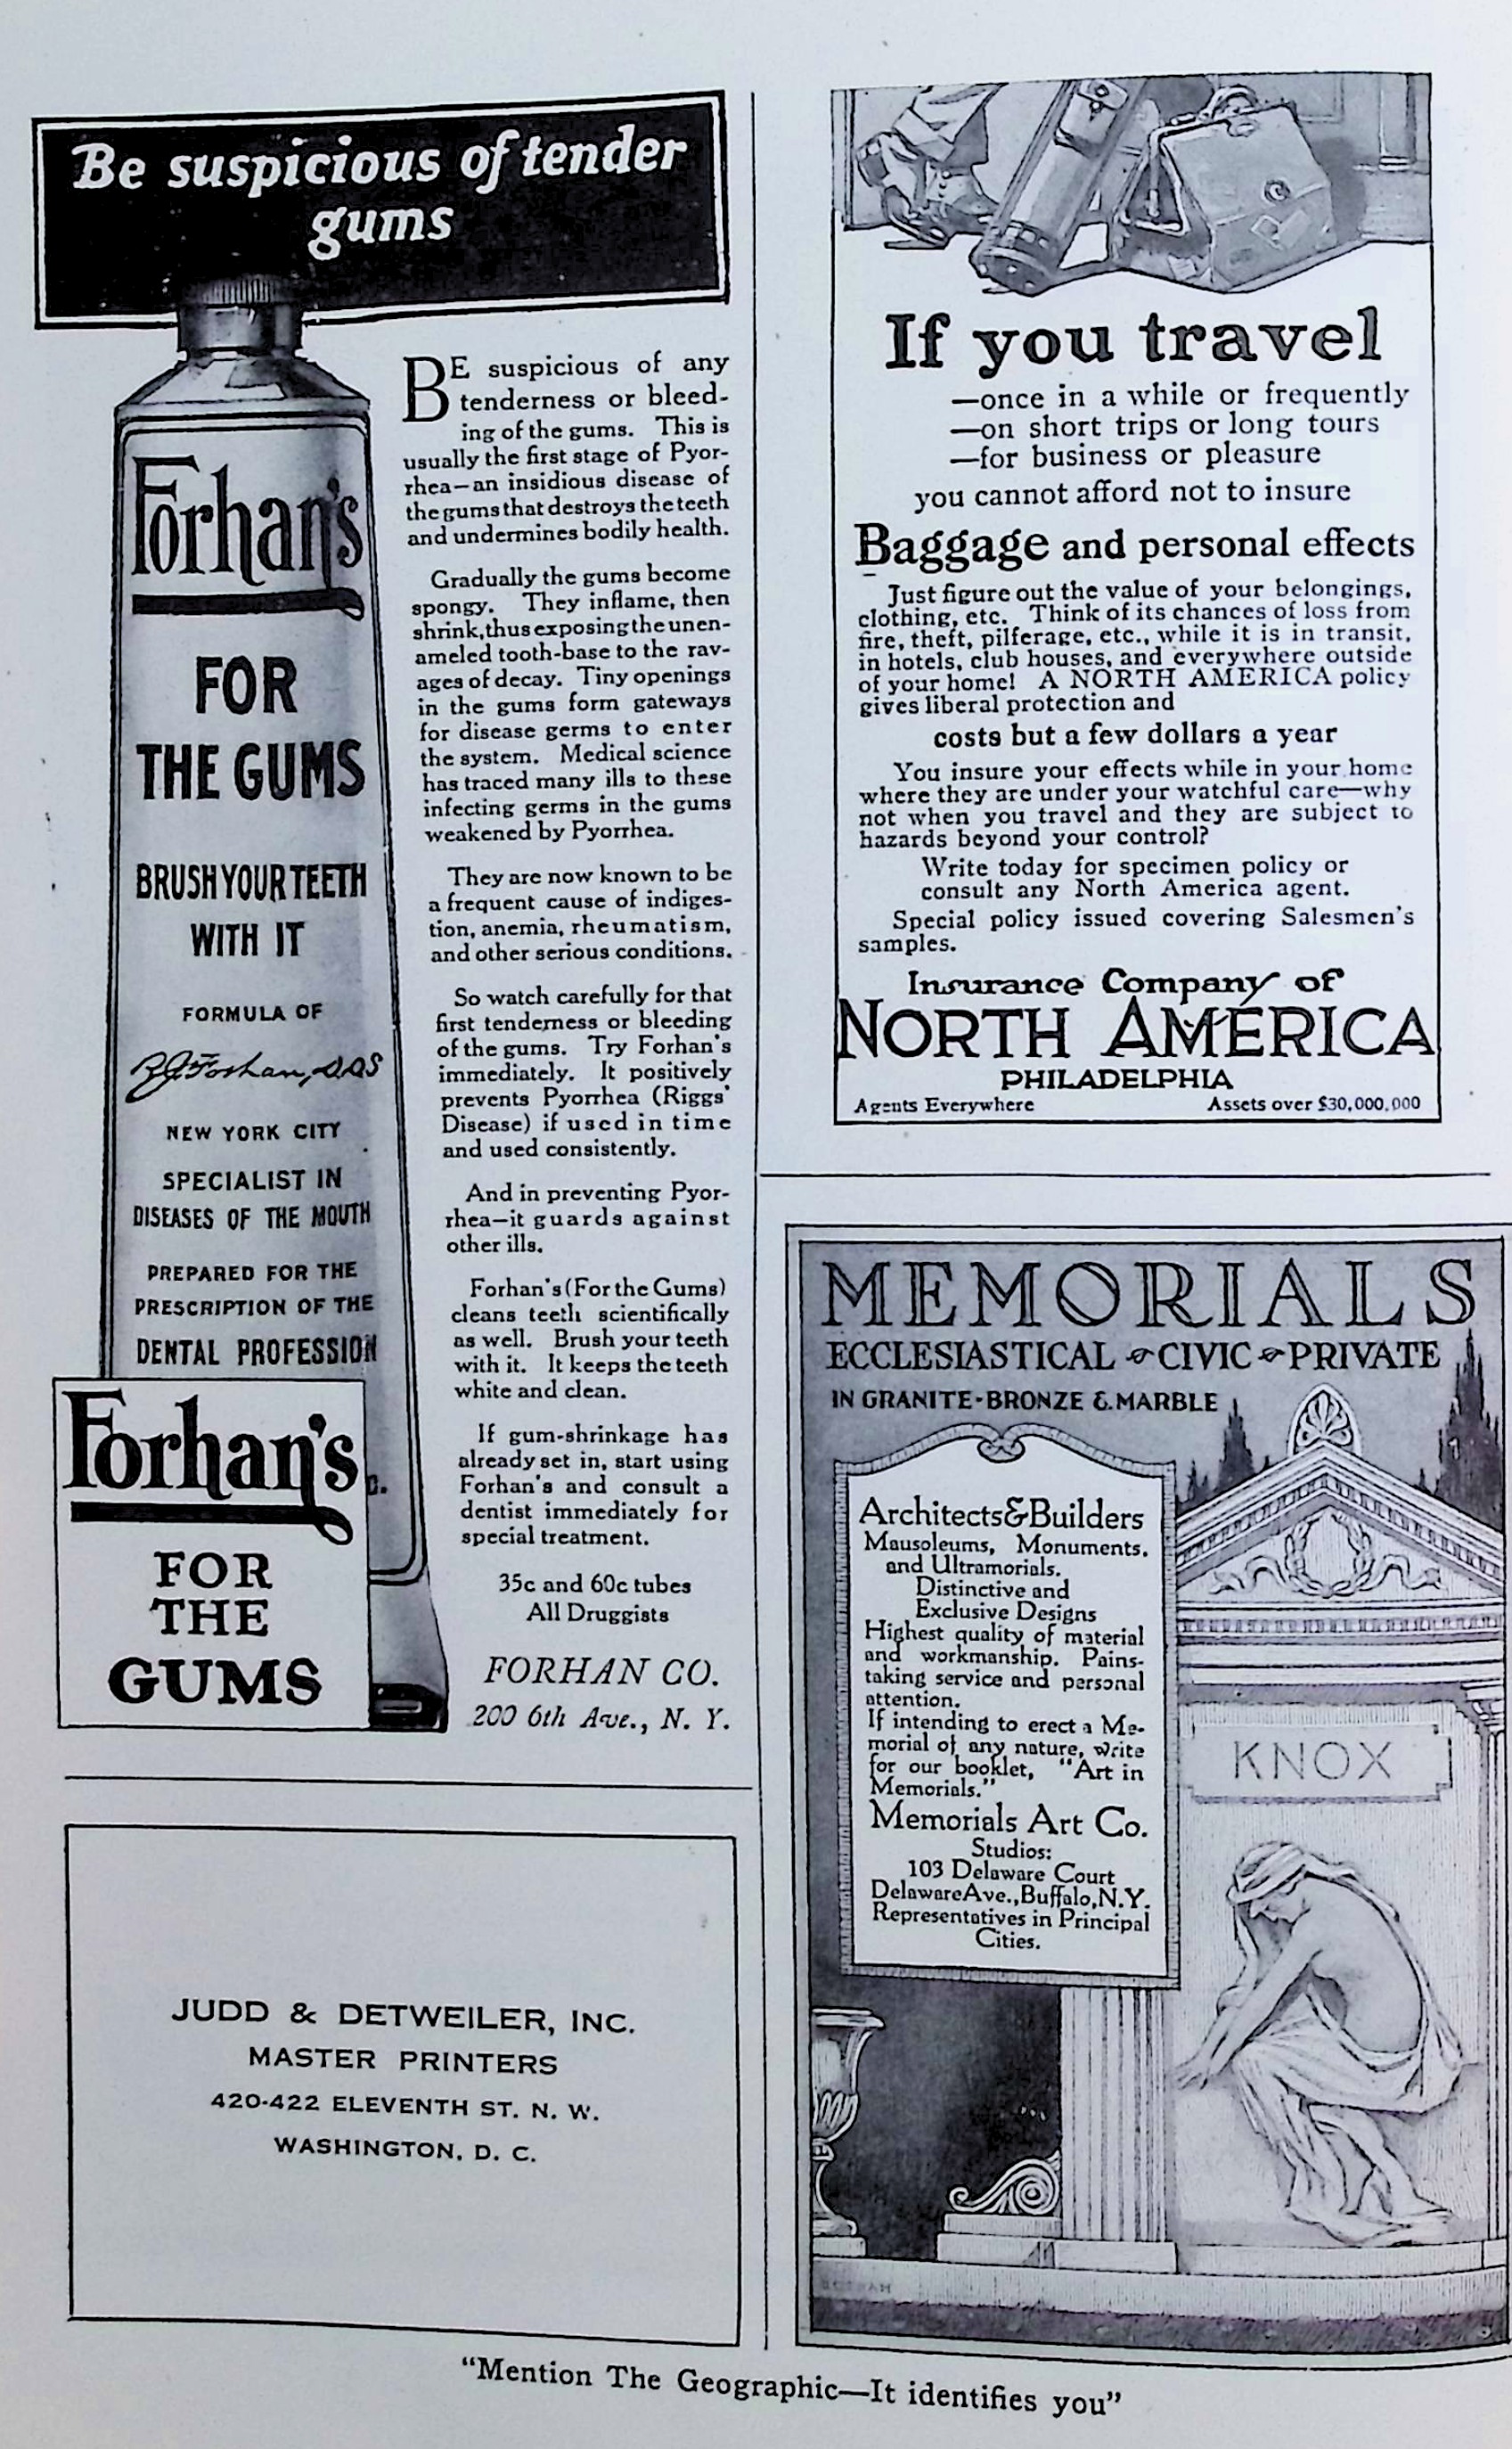 Be suspicious of tender
gums
Forhan's
FOR
THE GUMS
BRUSH YOUR TEETH
WITH IT
FORMULA OF
R J Forhan, D.D.S
NEW YORK CITY
SPECIALIST IN
DISEASES OF THE MOUTH
PREPARED FOR THE
PRESCRIPTION OF THE
DENTAL PROFESSION
Forhan's
FOR
THE
GUMS
BE suspicious of any
tenderness or bleed-
ing of the gums. This is
usually the first stage of Pyor-
rhea—an insidious disease of
the gums that destroys the teeth
and undermines bodily health.
Gradually the gums become
spongy. They inflame, then
shrink, thus exposing the unen-
ameled tooth-base to the rav-
ages of decay. Tiny openings
in the gums form gateways
for disease germs to enter
the system. Medical science
has traced many ills to these
infecting germs in the gums
weakened by Pyorrhea.
They are now known to be
a frequent cause of indiges-
tion, anemia, rheumatism,
and other serious conditions.
So watch carefully for that
first tenderness or bleeding
of the gums. Try Forhan's
immediately. It positively
prevents Pyorrhea (Riggs'
Disease) if used in time
and used consistently.
And in preventing Pyor-
rhea—it guards against
other ills.
Forhan's (For the Gums)
cleans teeth scientifically
as well. Brush your teeth
with it. It keeps the teeth
white and clean.
If gum-shrinkage has
already set in, start using
Forhan's and consult a
dentist immediately for
special treatment.
35c and 60c tubes
All Druggists
FORHAN CO.
200 6th Ave., N. Y.
JUDD & DETWEILER, INC.
MASTER PRINTERS
420-422 ELEVENTH ST. N. W.
WASHINGTON, D. C.
If you travel
—once in a while or frequently
—on short trips or long tours
—for business or pleasure
you cannot afford not to insure
Baggage and personal effects
Just figure out the value of your belongings,
clothing, etc. Think of its chances of loss from
fire, theft, pilferage, etc., while it is in transit,
in hotels, club houses, and everywhere outside
of your home! A NORTH AMERICA policy
gives liberal protection and
costs but a few dollars a year
You insure your effects while in your home
where they are under your watchful care—why
not when you travel and they are subject to
hazards beyond your control?
Write today for specimen policy or
consult any North America agent.
Special policy issued covering Salesmen's
samples.
Insurance Company of
NORTH AMERICA
PHILADELPHIA
Agents Everywhere Assets over $30,000,000
MEMORIALS
ECCLESIASTICAL CIVIC PRIVATE
IN GRANITE-BRONZE & MARBLE
Architects & Builders
Mausoleums, Monuments,
and Ultramorials.
Distinctive and
Exclusive Designs
Highest quality of material
and workmanship. Pains-
taking service and personal
attention.
If intending to erect a Me-
morial of any nature, write
for our booklet, "Art in
Memorials."
Memorials Art Co.
Studios:
103 Delaware Court
Delaware Ave., Buffalo, N.Y.
Representatives in Principal
Cities.
KNOX
"Mention The Geographic—It identifies you"